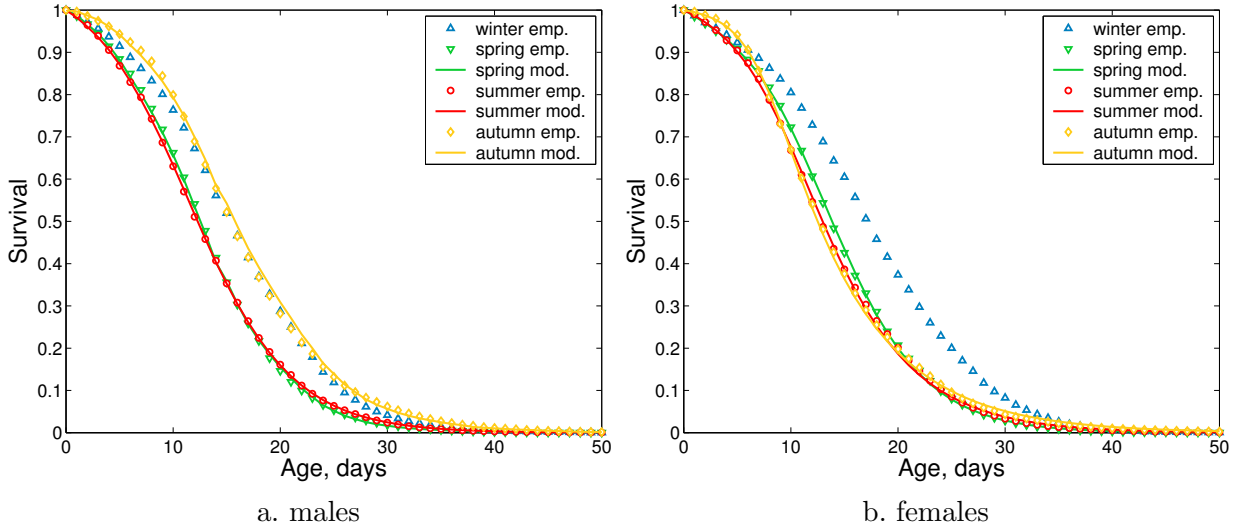 1
0.9
0.8
0.7
0.6
0.5
0.4
0.3
0.2
0.1
0
Survival
0 10 20 30 40 50
Age, days
winter emp.
spring emp.
spring mod.
summer emp.
summer mod.
autumn emp.
autumn mod.
a. males
1
0.9
0.8
0.7
0.6
0.5
0.4
0.3
0.2
0.1
0
Survival
0 10 20 30 40 50
Age, days
winter emp.
spring emp.
spring mod.
summer emp.
summer mod.
autumn emp.
autumn mod.
b. females